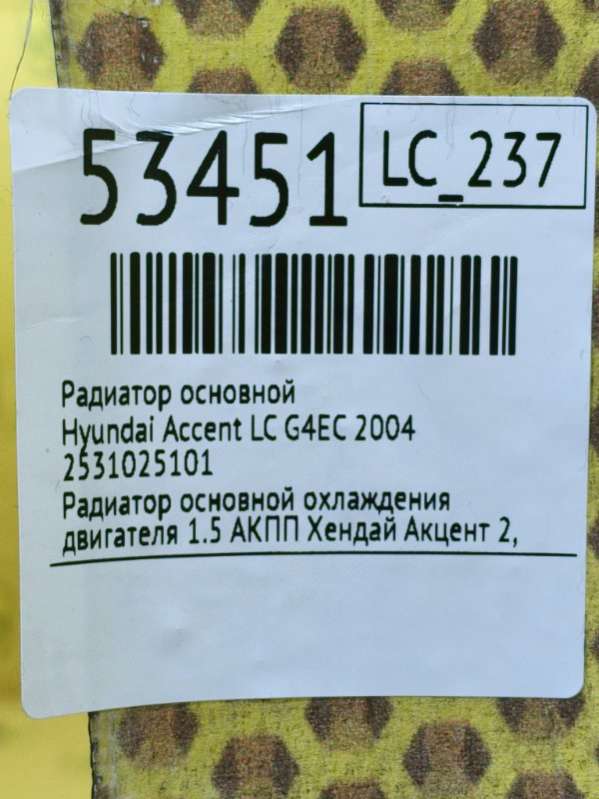 53451
LC_237
Радиатор основной
Hyundai Accent LC G4EC 2004
2531025101
Радиатор основной охлаждения
двигателя 1.5 АКПП Хендай Акцент 2,